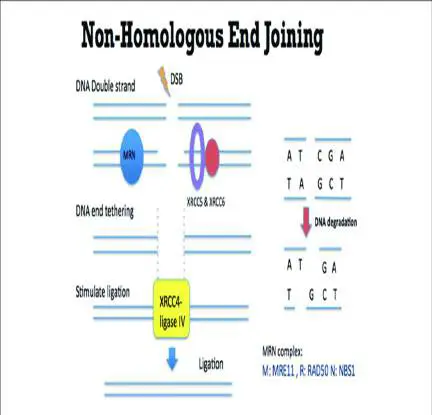 Non-Homologous End Joining
DSB
DNA Double strand
MRN
XRCC5 & XRCC6
DNA end tethering
Stimulate ligation
XRCC4-
ligase IV
Ligation
A T C G A
T A G C T
DNA degradation
A T G A
T G C T
MRN complex:
M: MRE11 , R: RAD50 N: NBS1